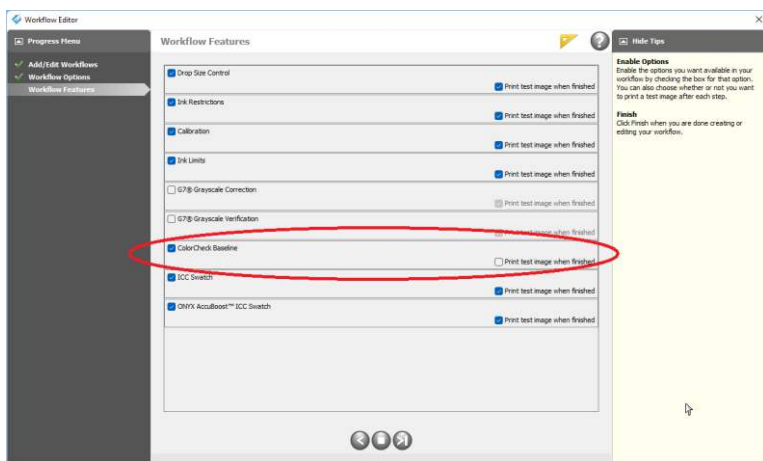 Workflow Editor
Progress Menu
Workflow Features
Hide Tips
Add/Edit Workflows
Workflow Options
Workflow Features
Drop Size Control
Print test image when finished
Ink Restrictions
Print test image when finished
Calibration
Print test image when finished
Ink Limits
Print test image when finished
G7® Grayscale Correction
Print test image when finished
G7® Grayscale Verification
Print test image when finished
ColorCheck Baseline
Print test image when finished
ICC Swatch
Print test image when finished
ONYX AccuBoost™ ICC Swatch
Print test image when finished
Enable Options
Enable the options you want available in your
workflow by checking the box for that option.
You can also choose whether or not you want
to print a test image after each step.
Finish
Click Finish when you are done creating or
editing your workflow.